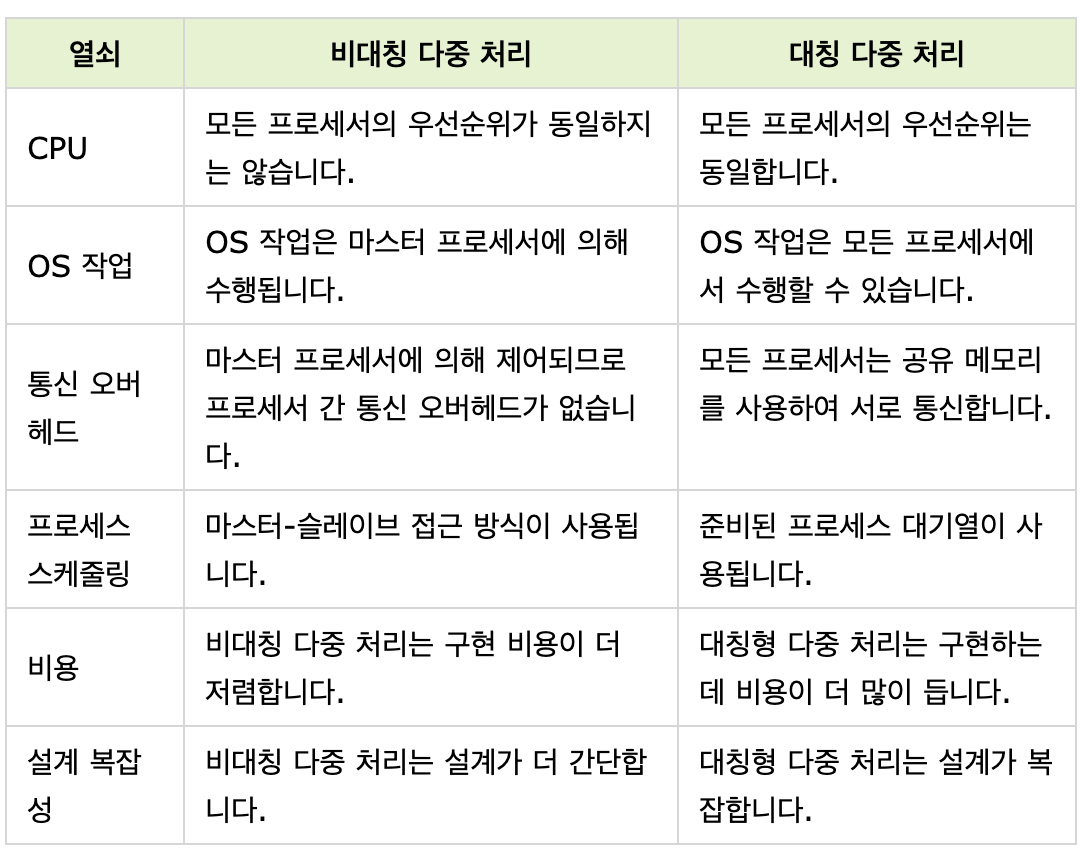 열쇠
비대칭 다중 처리
대칭 다중 처리
CPU
모든 프로세서의 우선순위가 동일하지
는 않습니다.
모든 프로세서의 우선순위는
동일합니다.
OS 작업
OS 작업은 마스터 프로세서에 의해
수행됩니다.
OS 작업은 모든 프로세서에
서 수행할 수 있습니다.
통신 오버
헤드
마스터 프로세서에 의해 제어되므로
프로세서 간 통신 오버헤드가 없습니
다.
모든 프로세서는 공유 메모리
를 사용하여 서로 통신합니다.
프로세스
스케줄링
마스터-슬레이브 접근 방식이 사용됩
니다.
준비된 프로세스 대기열이 사
용됩니다.
비용
비대칭 다중 처리는 구현 비용이 더
저렴합니다.
대칭형 다중 처리는 구현하는
데 비용이 더 많이 듭니다.
설계 복잡
성
비대칭 다중 처리는 설계가 더 간단합
니다.
대칭형 다중 처리는 설계가 복
잡합니다.